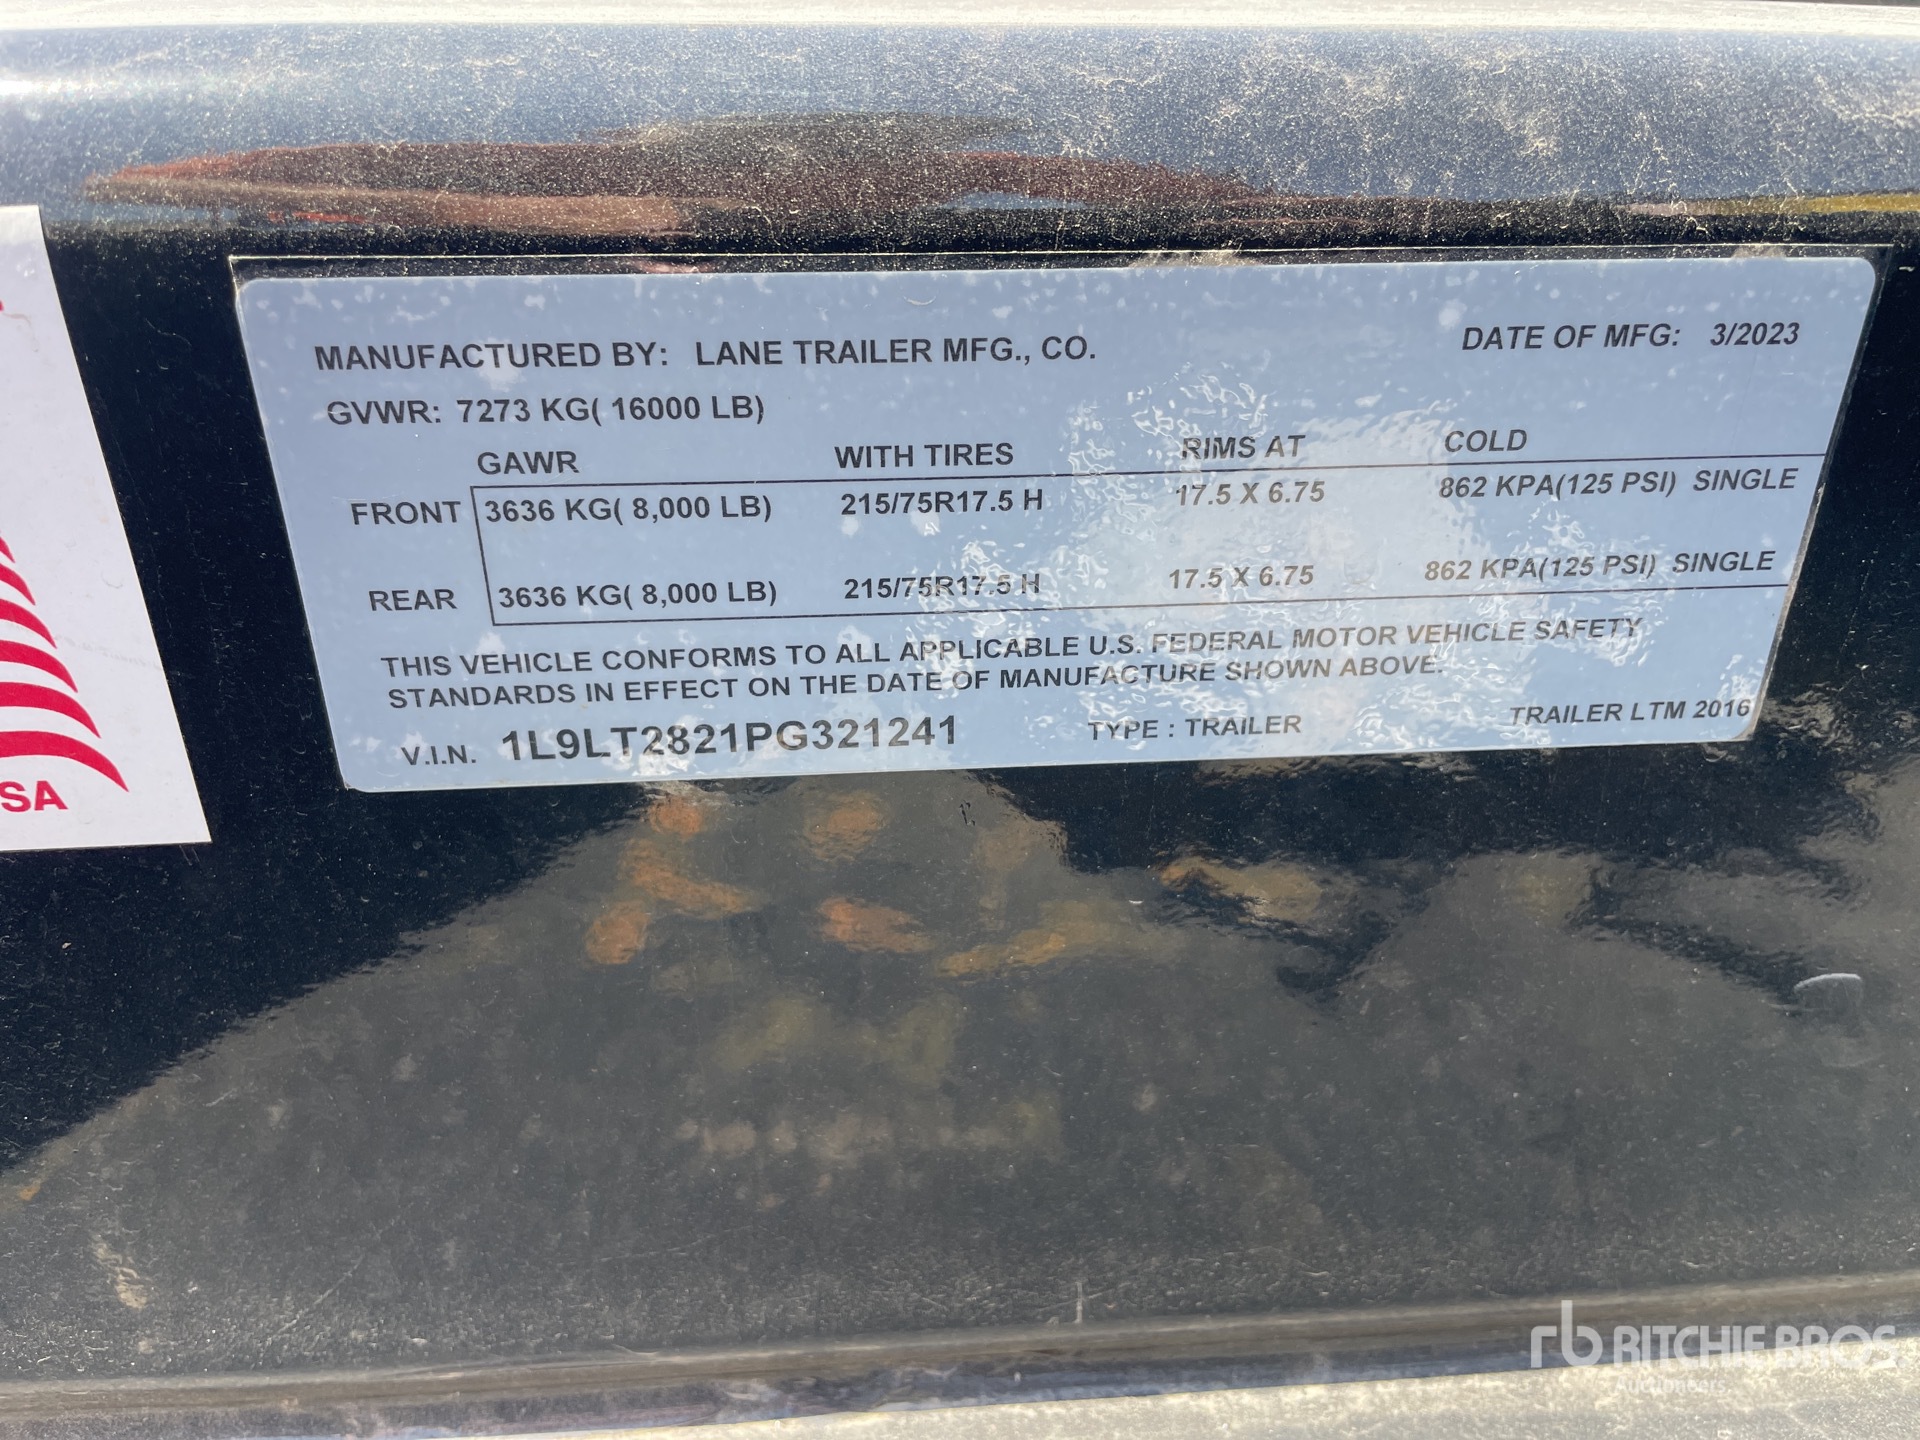 MANUFACTURED BY: LANE TRAILER MFG., CO. DATE OF MFG: 3/2023
GVWR: 7273 KG( 16000 LB)
GAWR WITH TIRES RIMS AT COLD
FRONT 3636 KG( 8,000 LB) 215/75R17.5 H 17.5 X 6.75 862 KPA(125 PSI) SINGLE
REAR 3636 KG( 8,000 LB) 215/75R17.5 H 17.5 X 6.75 862 KPA(125 PSI) SINGLE
THIS VEHICLE CONFORMS TO ALL APPLICABLE U.S. FEDERAL MOTOR VEHICLE SAFETY
STANDARDS IN EFFECT ON THE DATE OF MANUFACTURE SHOWN ABOVE.
V.I.N. 1L9LT2821PG321241 TYPE : TRAILER TRAILER LTM 2016
SA
rb RITCHIE BROS.
Auctioneers